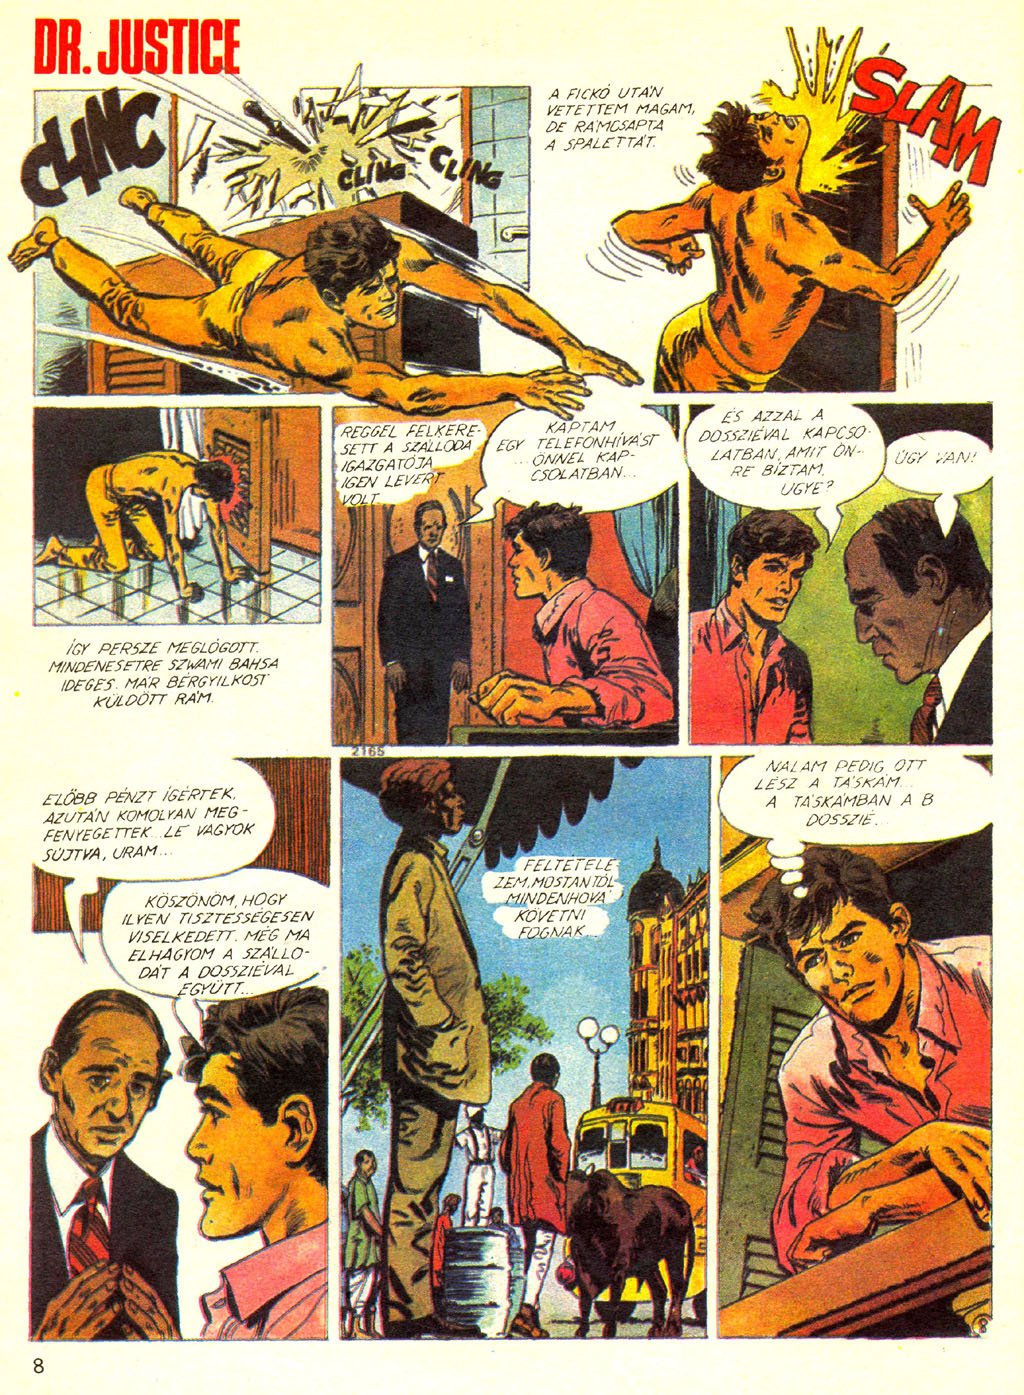 DR. JUSTICE
CLING
CLING
CLING
A FICKÓ UTÁN
VETETTEM MAGAM,
DE RÁMCSAPTA
A SPALETTÁT.
SLAM
ÍGY PERSZE MEGLÓGOTT.
MINDENESETRE SZWAMI BAHSA
IDEGES. MÁR BÉRGYILKOST
KÜLDÖTT RÁM.
REGGEL FELKERE-
SETT A SZÁLLODA
IGAZGATÓJA
IGEN LEVERT
VOLT
KAPTAM
EGY TELEFONHÍVÁST
... ÖNNEL KAP-
CSOLATBAN...
ÉS AZZAL A
DOSSZIÉVAL KAPCSO-
LATBAN, AMIT ÖN-
RE BÍZTAM,
UGYE?
ÚGY VAN!
2165
ELŐBB PÉNZT ÍGÉRTEK,
AZUTÁN KOMOLYAN MEG-
FENYEGETTEK...LE VAGYOK
SÚJTVA, URAM...
KÖSZÖNÖM, HOGY
ILYEN TISZTESSÉGESEN
VISELKEDETT. MÉG MA
ELHAGYOM A SZÁLLO-
DÁT A DOSSZIÉVAL
EGYÜTT...
FELTÉTELE
ZEM, MOSTANTÓL
MINDENHOVÁ
KÖVETNI
FOGNAK...
NÁLAM PEDIG OTT
LESZ A TÁSKÁM...
A TÁSKÁMBAN A B
DOSSZIÉ...
8
8